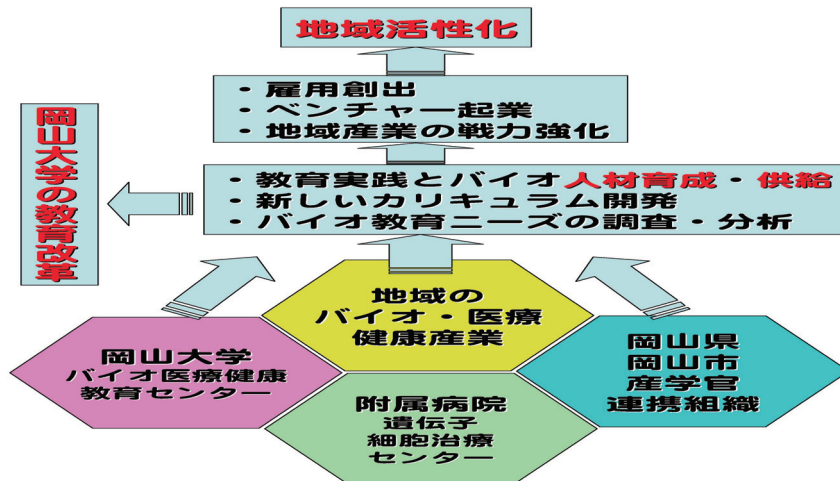 地域活性化
・雇用創出
・ベンチャー起業
・地域産業の戦力強化
岡山大学の教育改革
・教育実践とバイオ人材育成・供給
・新しいカリキュラム開発
・バイオ教育ニーズの調査・分析
地域の
バイオ・医療
健康産業
岡山大学
バイオ医療健康
教育センター
岡山県
岡山市
産学官
連携組織
附属病院
遺伝子
細胞治療
センター